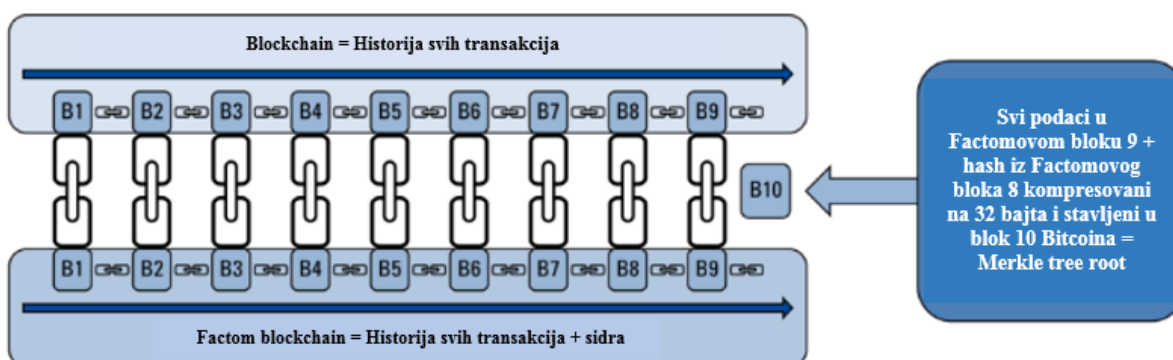 Blockchain = Historija svih transakcija
B1 B2 B3 B4 B5 B6 B7 B8 B9
B10
B1 B2 B3 B4 B5 B6 B7 B8 B9
Factom blockchain = Historija svih transakcija + sidra
Svi podaci u
Factomovom bloku 9 +
hash iz Factomovog
bloka 8 kompresovani
na 32 bajta i stavljeni u
blok 10 Bitcoina =
Merkle tree root